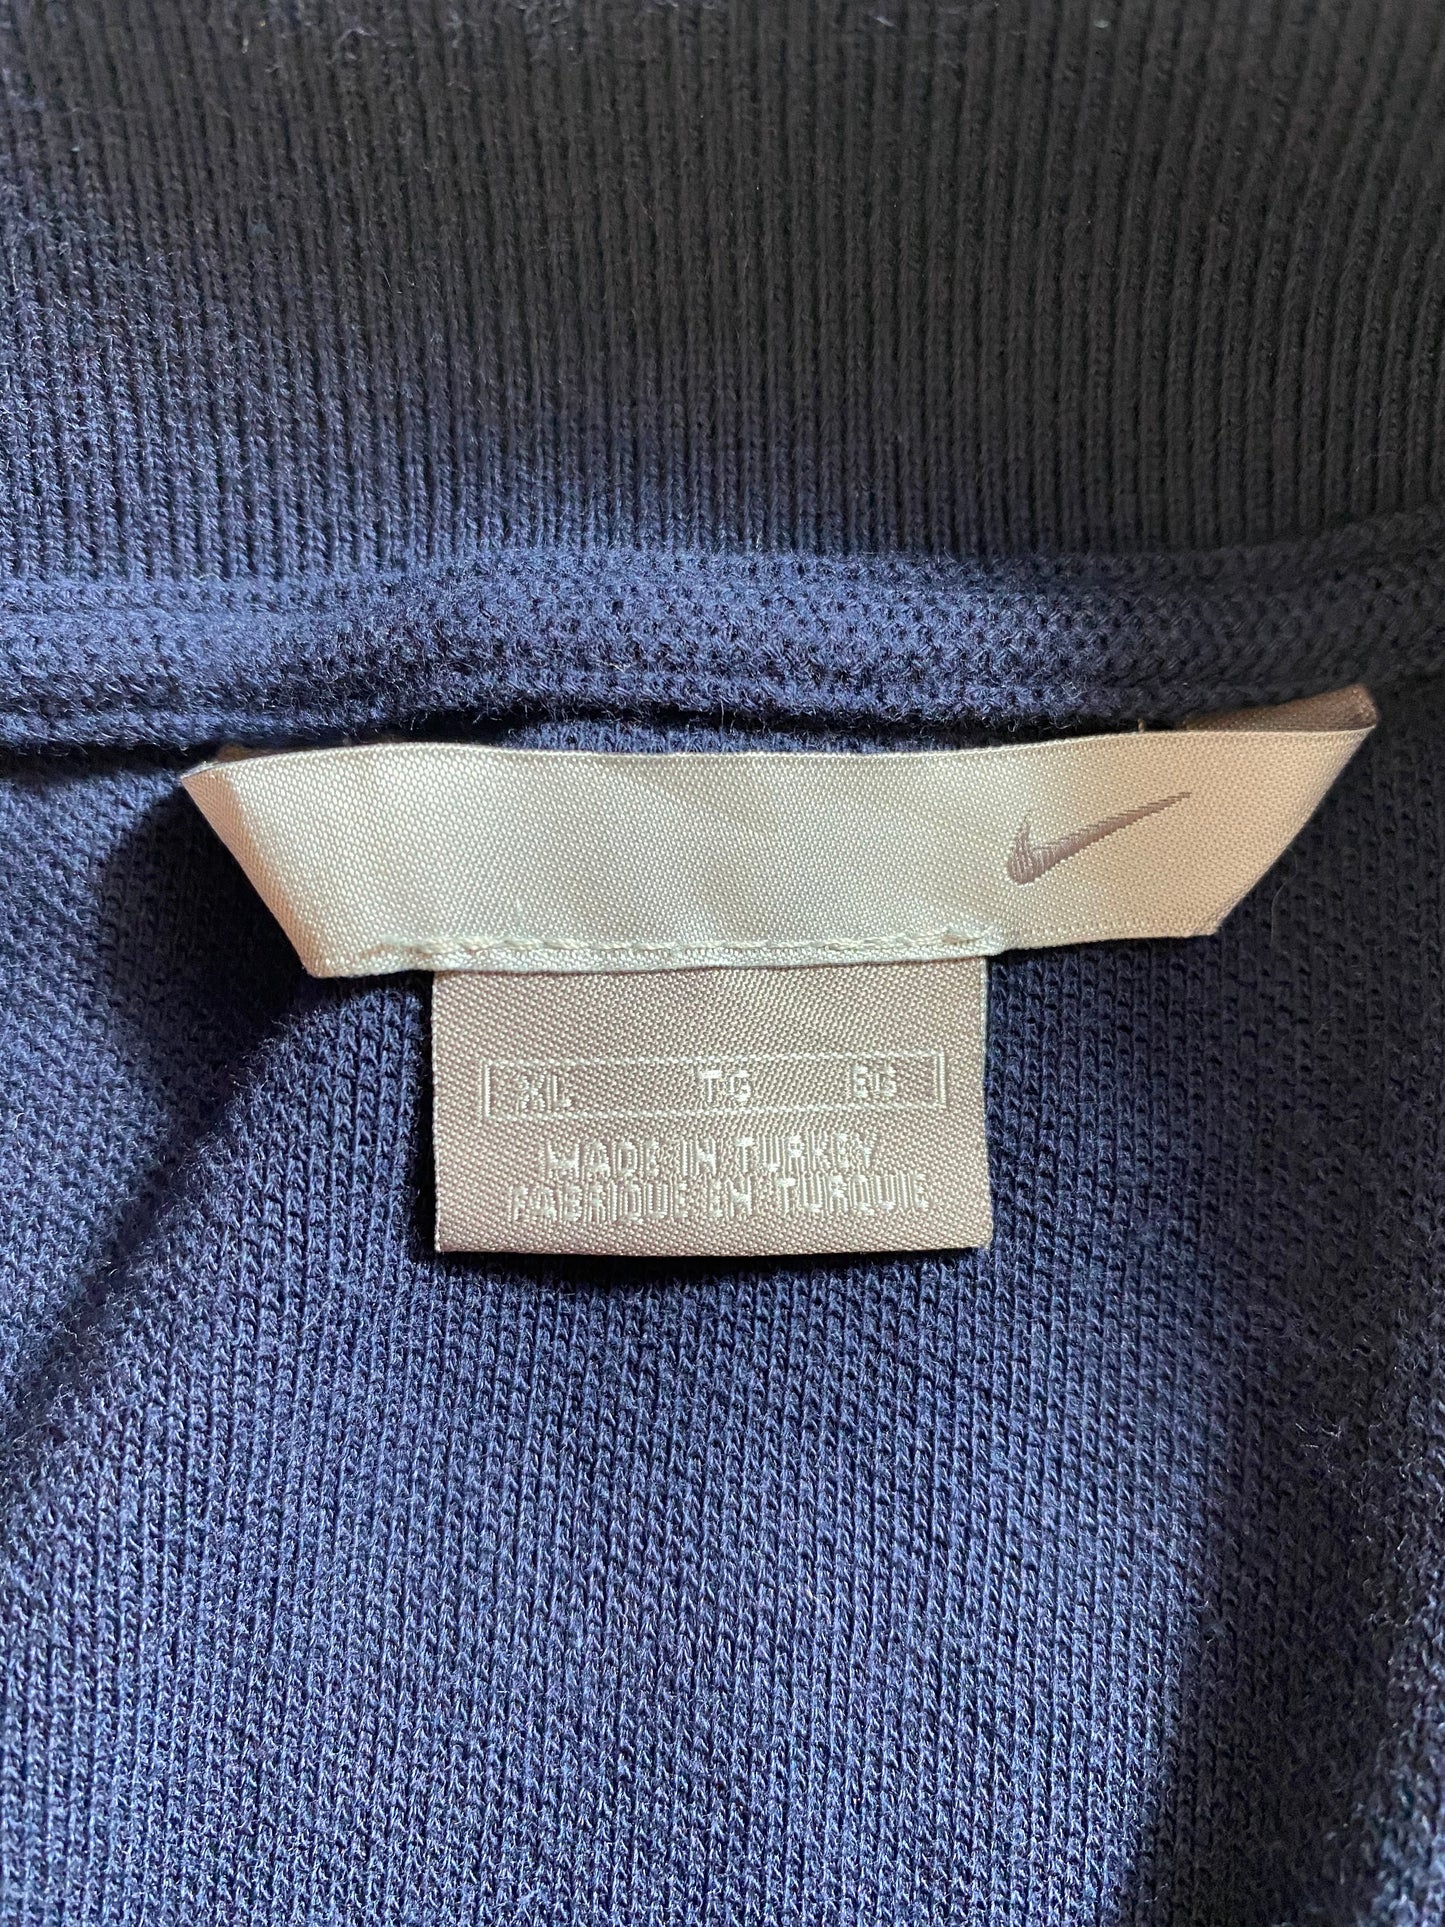 XL TG EG
MADE IN TURKEY
FABRIQUE EN TURQUIE